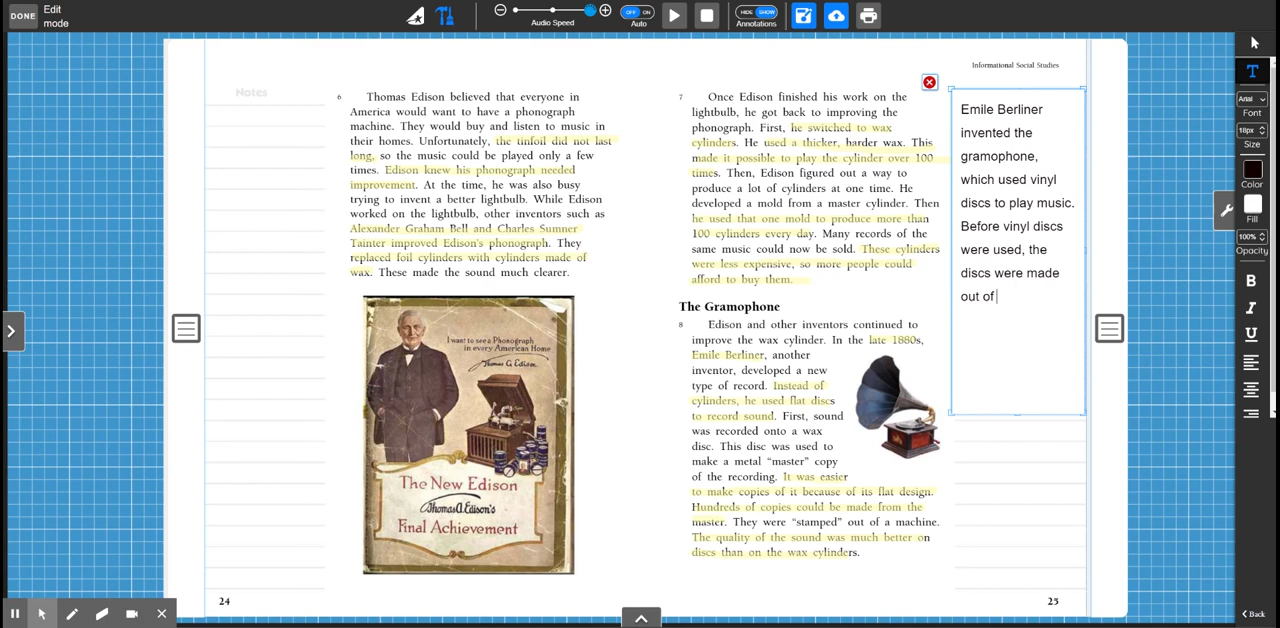 DONE
Edit
mode
Audio Speed
OFF ON
Auto
HIDE SHOW
Annotations
Informational Social Studies
Notes
6
Thomas Edison believed that everyone in
America would want to have a phonograph
machine. They would buy and listen to music in
their homes. Unfortunately, the tinfoil did not last
long, so the music could be played only a few
times. Edison knew his phonograph needed
improvement. At the time, he was also busy
trying to invent a better lightbulb. While Edison
worked on the lightbulb, other inventors such as
Alexander Graham Bell and Charles Sumner
Tainter improved Edison's phonograph. They
replaced foil cylinders with cylinders made of
wax. These made the sound much clearer.
I want to see a Phonograph
in every American Home
Thomas A. Edison
The New Edison
Thomas A. Edison's
Final Achievement
24
7
Once Edison finished his work on the
lightbulb, he got back to improving the
phonograph. First, he switched to wax
cylinders. He used a thicker, harder wax. This
made it possible to play the cylinder over 100
times. Then, Edison figured out a way to
produce a lot of cylinders at one time. He
developed a mold from a master cylinder. Then
he used that one mold to produce more than
100 cylinders every day. Many records of the
same music could now be sold. These cylinders
were less expensive, so more people could
afford to buy them.
The Gramophone
8
Edison and other inventors continued to
improve the wax cylinder. In the late 1880s,
Emile Berliner, another
inventor, developed a new
type of record. Instead of
cylinders, he used flat discs
to record sound. First, sound
was recorded onto a wax
disc. This disc was used to
make a metal “master” copy
of the recording. It was easier
to make copies of it because of its flat design.
Hundreds of copies could be made from the
master. They were “stamped” out of a machine.
The quality of the sound was much better on
discs than on the wax cylinders.
25
Emile Berliner
invented the
gramophone,
which used vinyl
discs to play music.
Before vinyl discs
were used, the
discs were made
out of
T
Arial
Font
18px
Size
Color
Fill
100%
Opacity
B
I
U
Back